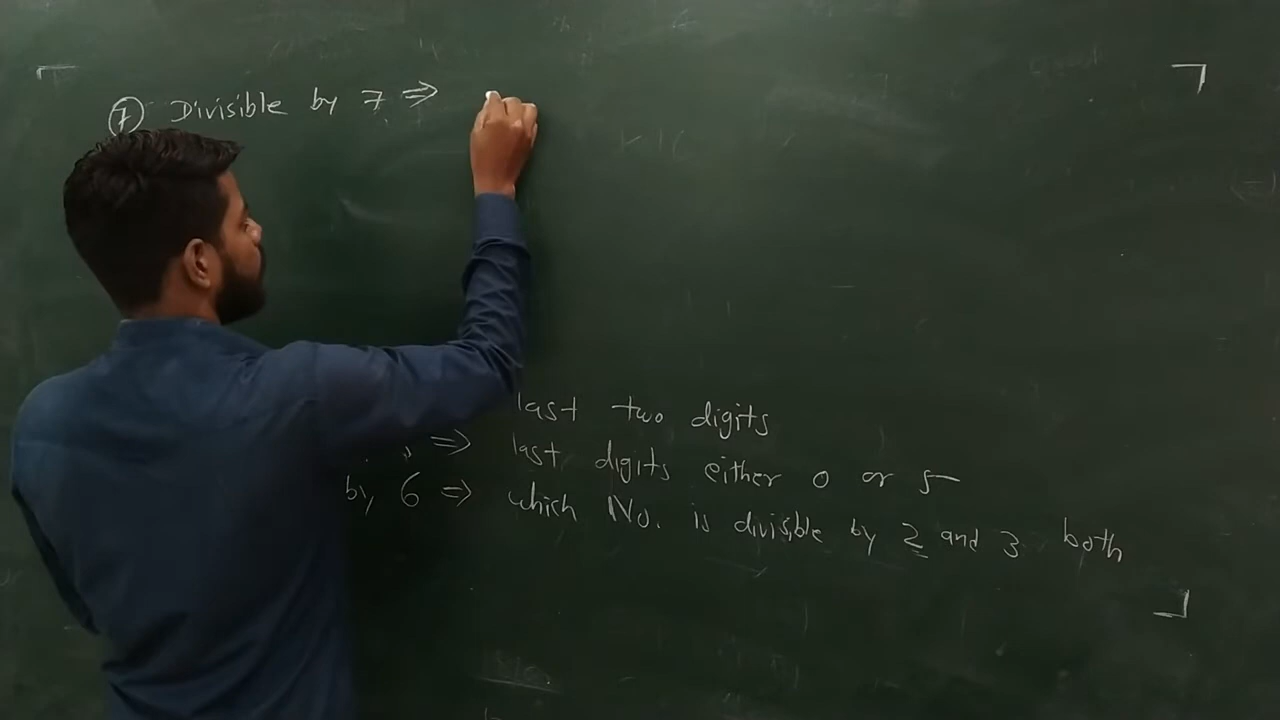 ⑦ Divisible by 7 ⇒
last two digits
⇒ last digits either 0 or 5
by 6 ⇒ which No. is divisible by 2 and 3 both